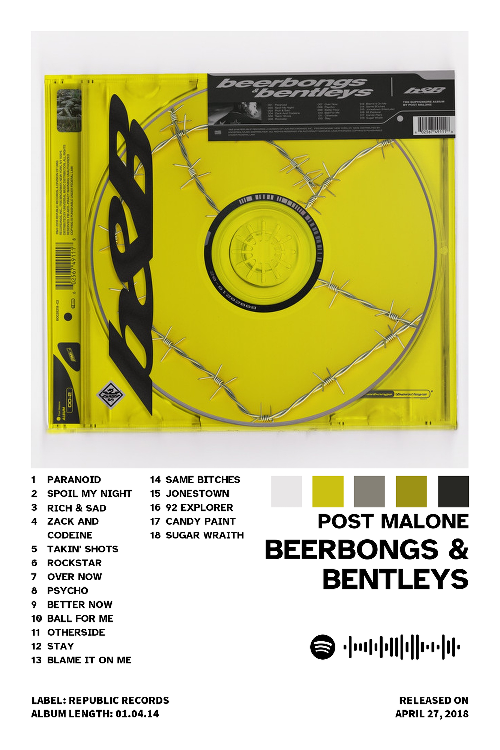 beerbongs
& bentleys
b&B
b&B
1 PARANOID
2 SPOIL MY NIGHT
3 RICH & SAD
4 ZACK AND
CODEINE
5 TAKIN' SHOTS
6 ROCKSTAR
7 OVER NOW
8 PSYCHO
9 BETTER NOW
10 BALL FOR ME
11 OTHERSIDE
12 STAY
13 BLAME IT ON ME
14 SAME BITCHES
15 JONESTOWN
16 92 EXPLORER
17 CANDY PAINT
18 SUGAR WRAITH
POST MALONE
BEERBONGS &
BENTLEYS
LABEL: REPUBLIC RECORDS
ALBUM LENGTH: 01.04.14
RELEASED ON
APRIL 27, 2018